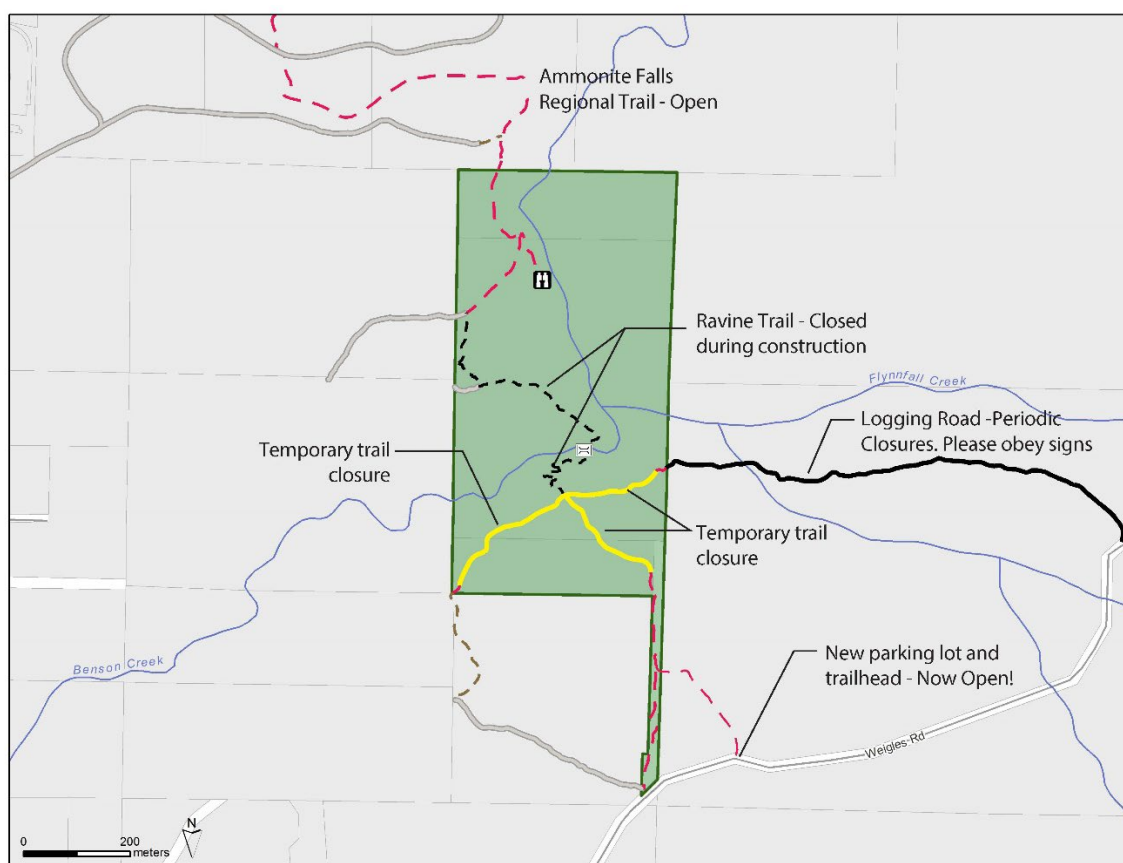 Ammonite Falls
Regional Trail - Open
Ravine Trail - Closed
during construction
Flynnfall Creek
Logging Road -Periodic
Closures. Please obey signs
Temporary trail
closure
Temporary trail
closure
Benson Creek
New parking lot and
trailhead - Now Open!
Weigles Rd
N
0 200
meters